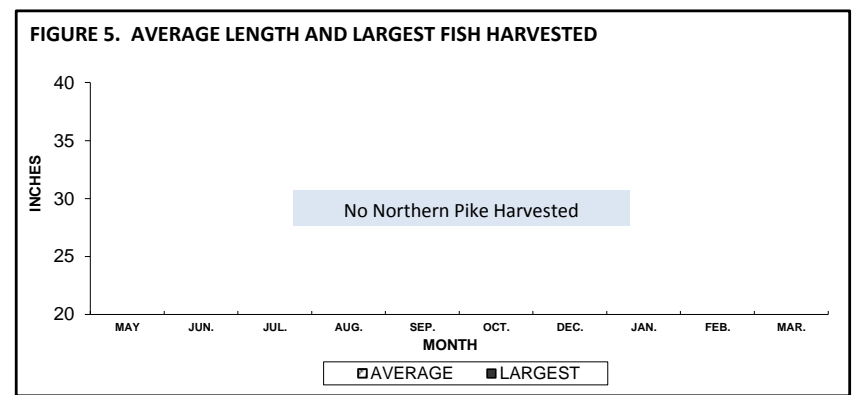 FIGURE 5. AVERAGE LENGTH AND LARGEST FISH HARVESTED
40
35
30
25
20
INCHES
No Northern Pike Harvested
MAY JUN. JUL. AUG. SEP. OCT. DEC. JAN. FEB. MAR.
MONTH
AVERAGE LARGEST